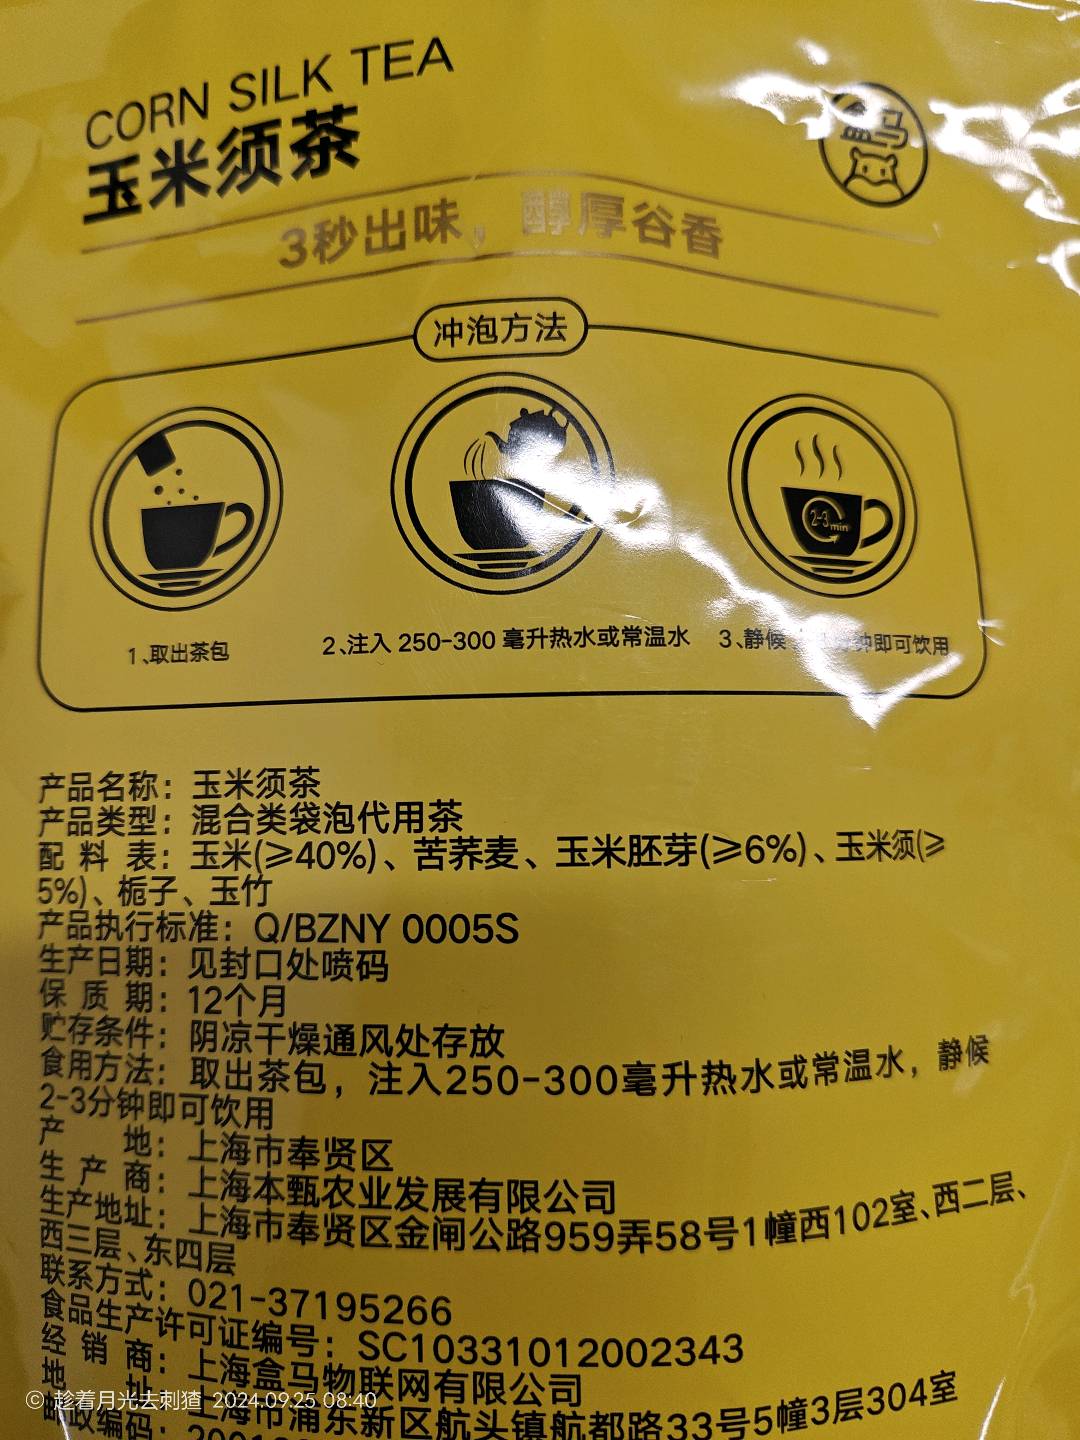 CORN SILK TEA
玉米须茶
盒马
3秒出味，醇厚谷香
冲泡方法
2-3min
1、取出茶包
2、注入 250-300 毫升热水或常温水
3、静候 分钟即可饮用
产品名称：玉米须茶
产品类型：混合类袋泡代用茶
配 料 表：玉米(≥40%)、苦荞麦、玉米胚芽(≥6%)、玉米须(≥
5%)、栀子、玉竹
产品执行标准：Q/BZNY 0005S
生产日期：见封口处喷码
保 质 期：12个月
贮存条件：阴凉干燥通风处存放
食用方法：取出茶包，注入250-300毫升热水或常温水，静候
2-3分钟即可饮用
产 地：上海市奉贤区
生 产 商：上海本甄农业发展有限公司
生产地址：上海市奉贤区金闸公路959弄58号1幢西102室、西二层、
西三层、东四层
联系方式：021-37195266
食品生产许可证编号：SC10331012002343
经 销 商：上海盒马物联网有限公司
地 址：上海市浦东新区航头镇航都路33号5幢3层304室
邮政编码：
© 趁着月光去刺猹 2024.09.25 08:40